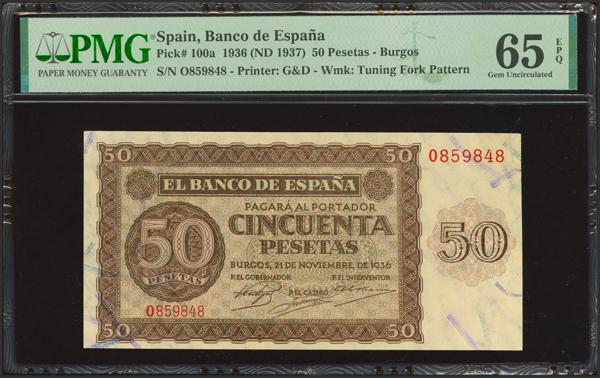 PMG
PAPER MONEY GUARANTY
Spain, Banco de España
Pick# 100a 1936 (ND 1937) 50 Pesetas - Burgos
S/N O859848 - Printer: G&D - Wmk: Tuning Fork Pattern
65 EPQ
Gem Uncirculated
50 50
O859848
EL BANCO DE ESPAÑA
PAGARÁ AL PORTADOR
CINCUENTA
PESETAS
50
PESETAS
50
BURGOS, 21 DE NOVIEMBRE, DE 1936
P.EL GOBERNADOR P.EL INTERVENTOR
P.EL CAJERO
O859848
50 50